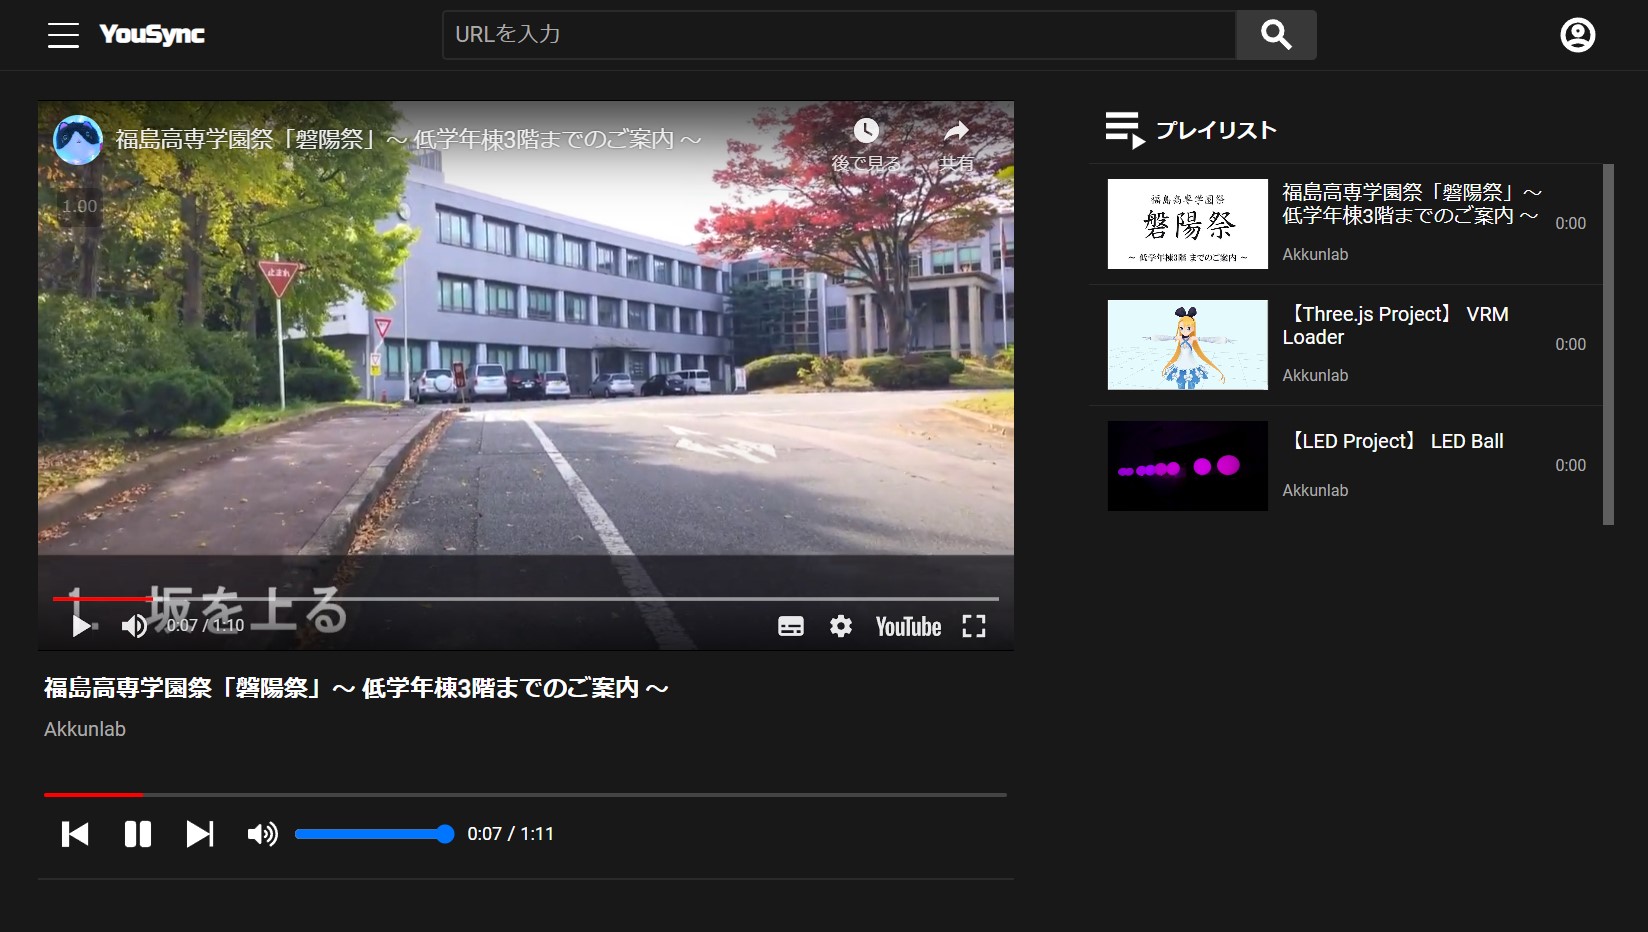 YouSync
URLを入力
福島高専学園祭「磐陽祭」～ 低学年棟3階までのご案内 ～
後で見る
共有
1.00
止まれ
1. 坂を上る
0:07 / 1:10
YouTube
福島高専学園祭「磐陽祭」～ 低学年棟3階までのご案内 ～
Akkunlab
0:07 / 1:11
プレイリスト
福島高専学園祭
磐陽祭
～ 低学年棟3階 までのご案内 ～
福島高専学園祭「磐陽祭」～
低学年棟3階までのご案内 ～
0:00
Akkunlab
【Three.js Project】 VRM
Loader
0:00
Akkunlab
【LED Project】 LED Ball
0:00
Akkunlab